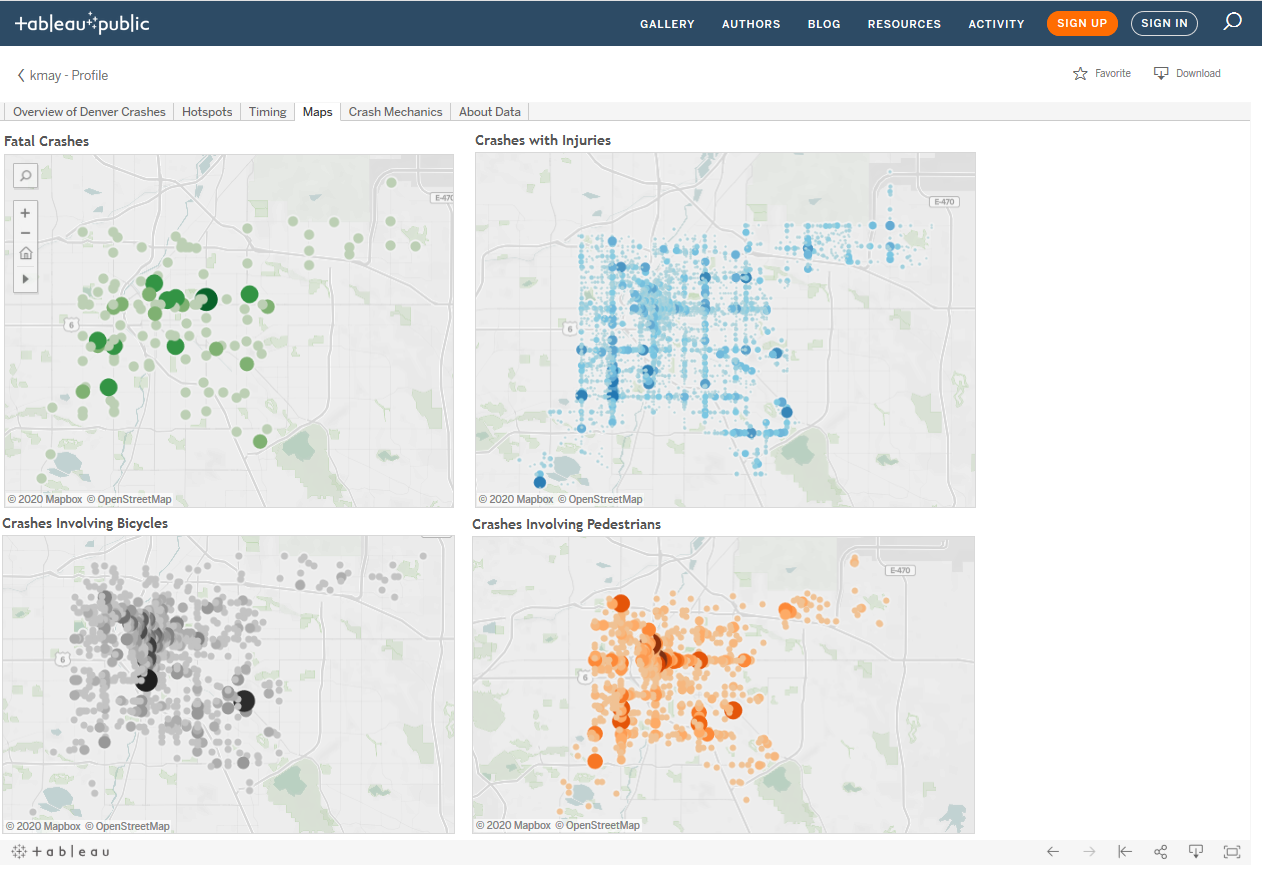 tableau public
GALLERY AUTHORS BLOG RESOURCES ACTIVITY SIGN UP SIGN IN
kmay - Profile
Favorite Download
Overview of Denver Crashes Hotspots Timing Maps Crash Mechanics About Data
Fatal Crashes
E-470
6
© 2020 Mapbox © OpenStreetMap
Crashes with Injuries
E-470
6
© 2020 Mapbox © OpenStreetMap
Crashes Involving Bicycles
6
© 2020 Mapbox © OpenStreetMap
Crashes Involving Pedestrians
E-470
6
© 2020 Mapbox © OpenStreetMap
tableau